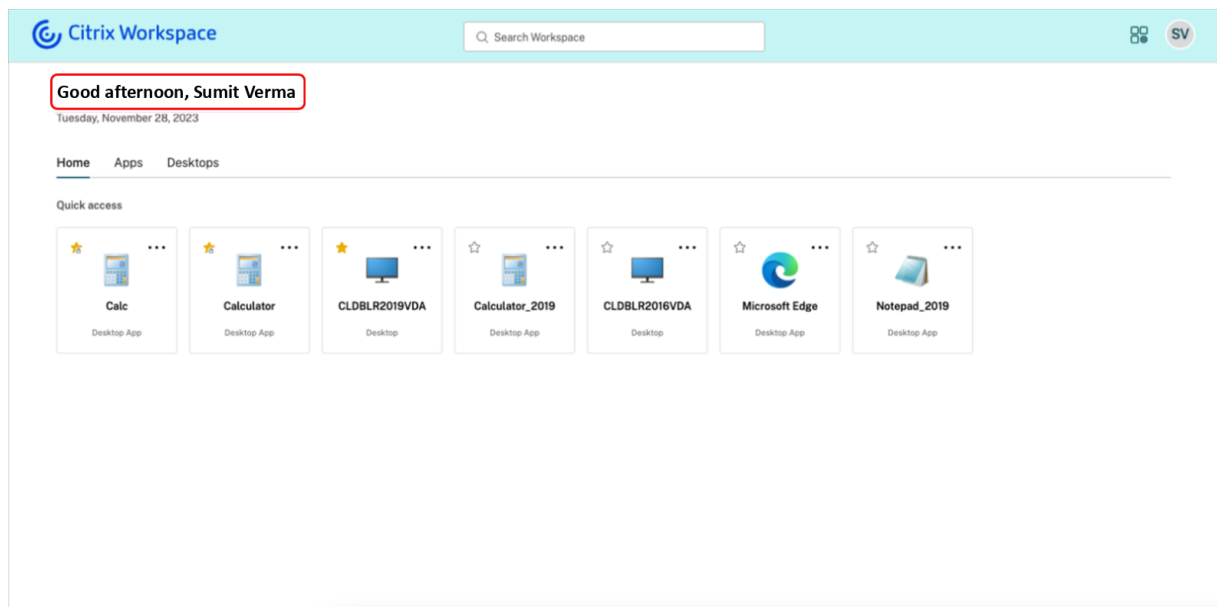 Citrix Workspace
Search Workspace
SV
Good afternoon, Sumit Verma
Tuesday, November 28, 2023
Home Apps Desktops
Quick access
Calc Calculator CLDBLR2019VDA Calculator_2019 CLDBLR2016VDA Microsoft Edge Notepad_2019
Desktop App Desktop App Desktop Desktop App Desktop Desktop App Desktop App